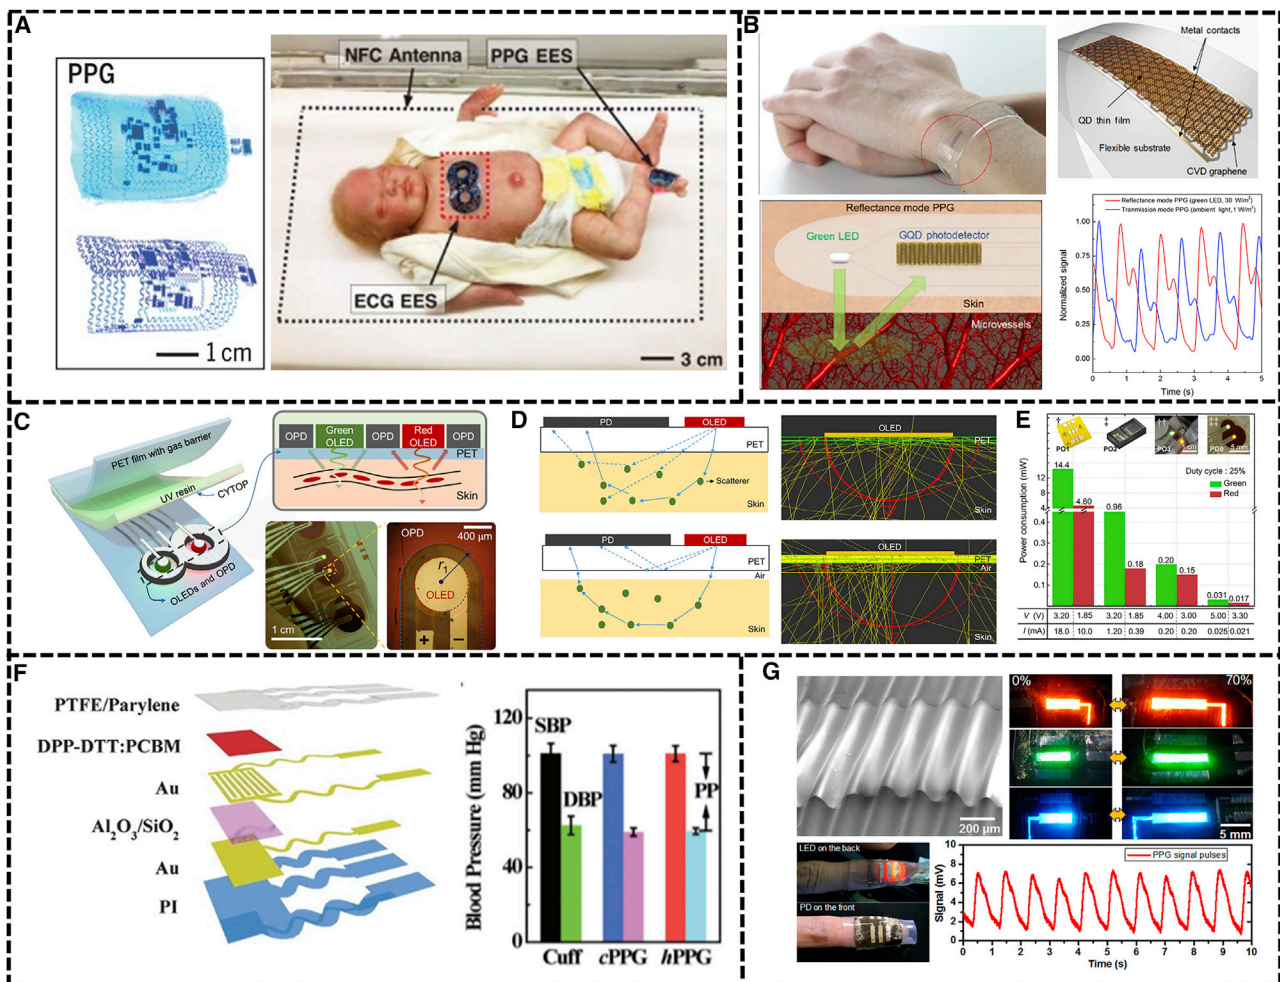 A
PPG
1 cm
NFC Antenna
PPG EES
ECG EES
3 cm
B
Metal contacts
QD thin film
Flexible substrate
CVD graphene
Reflectance mode PPG
Green LED
GQD photodetector
Skin
Microvessels
Reflectance mode PPG (green LED, 30 W/m²)
Tranmission mode PPG (ambient light, 1 W/m²)
Normalized signal
1.00
0.75
0.50
0.25
0.00
0 1 2 3 4 5
Time (s)
C
PET film with gas barrier
UV resin
CYTOP
OLEDs and OPD
OPD
Green OLED
OPD
Red OLED
OPD
PET
Skin
1 cm
OPD
400 µm
r1
OLED
+ −
D
PD
OLED
PET
Scatterer
Skin
OLED
PET
Skin
PD
OLED
PET
Air
Skin
OLED
PET
Air
Skin
E
† ‡ †† ‡‡
PO1 PO2 PO3
5 mm
Duty cycle : 25%
Green
Red
Power consumption (mW)
12
8
4
0.4
0.3
0.2
0.1
14.4 4.60 0.96 0.18 0.20 0.15 0.031 0.017
V (V) 3.20 1.85 3.20 1.85 4.00 3.00 5.00 3.30
I (mA) 18.0 10.0 1.20 0.39 0.20 0.20 0.025 0.021
F
PTFE/Parylene
DPP-DTT:PCBM
Au
Al2O3/SiO2
Au
PI
Blood Pressure (mm Hg)
120
80
40
0
SBP
DBP
PP
Cuff cPPG hPPG
G
200 µm
0% 70%
5 mm
LED on the back
PD on the front
PPG signal pulses
Signal (mV)
10
8
6
4
2
0
0 1 2 3 4 5 6 7 8 9 10
Time (s)